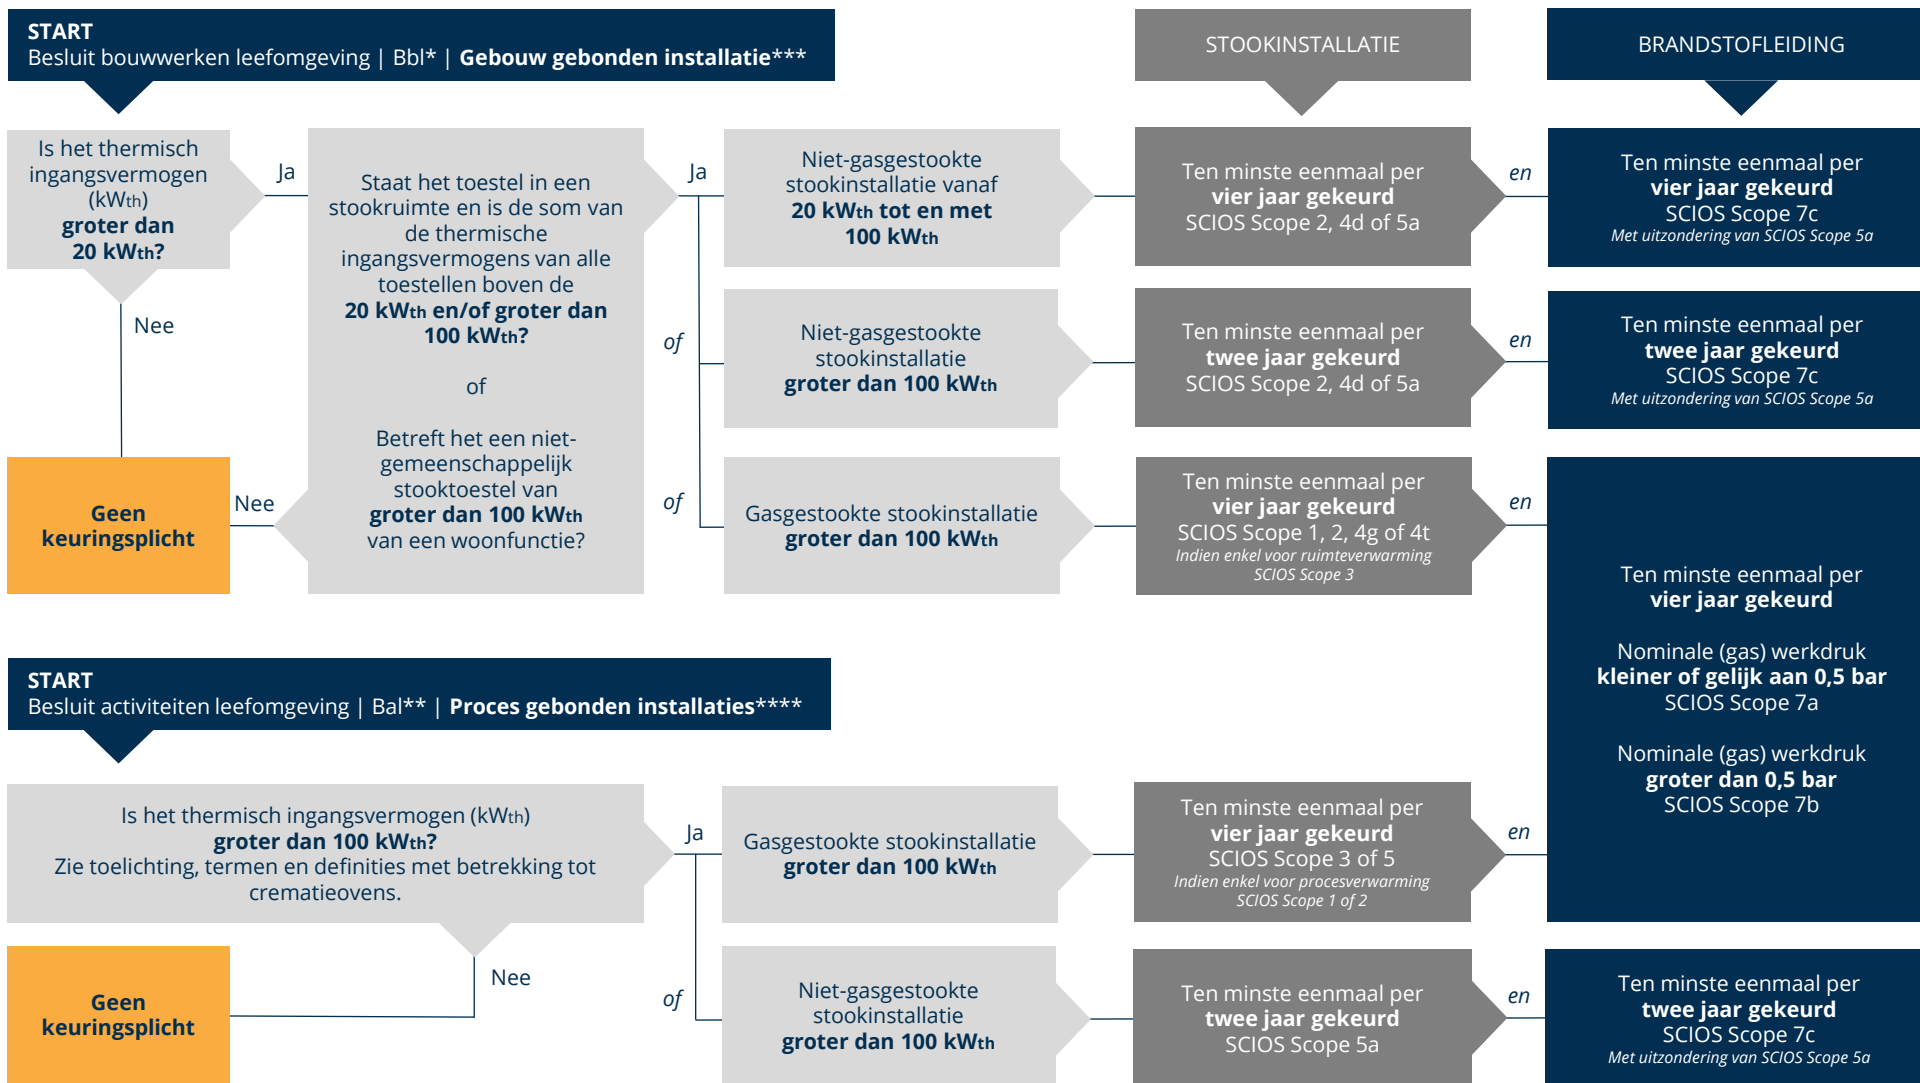 START
Besluit bouwwerken leefomgeving | Bbl* | Gebouw gebonden installatie***
STOOKINSTALLATIE
BRANDSTOFLEIDING
Is het thermisch
ingangsvermogen
(kWth)
groter dan
20 kWth?
Ja
Nee
Staat het toestel in een
stookruimte en is de som van
de thermische
ingangsvermogens van alle
toestellen boven de
20 kWth en/of groter dan
100 kWth?
of
Betreft het een niet-
gemeenschappelijk
stooktoestel van
groter dan 100 kWth
van een woonfunctie?
Nee
Geen
keuringsplicht
Ja
Niet-gasgestookte
stookinstallatie vanaf
20 kWth tot en met
100 kWth
Ten minste eenmaal per
vier jaar gekeurd
SCIOS Scope 2, 4d of 5a
en
Ten minste eenmaal per
vier jaar gekeurd
SCIOS Scope 7c
Met uitzondering van SCIOS Scope 5a
of
Niet-gasgestookte
stookinstallatie
groter dan 100 kWth
Ten minste eenmaal per
twee jaar gekeurd
SCIOS Scope 2, 4d of 5a
en
Ten minste eenmaal per
twee jaar gekeurd
SCIOS Scope 7c
Met uitzondering van SCIOS Scope 5a
of
Gasgestookte stookinstallatie
groter dan 100 kWth
Ten minste eenmaal per
vier jaar gekeurd
SCIOS Scope 1, 2, 4g of 4t
Indien enkel voor ruimteverwarming
SCIOS Scope 3
en
Ten minste eenmaal per
vier jaar gekeurd
Nominale (gas) werkdruk
kleiner of gelijk aan 0,5 bar
SCIOS Scope 7a
Nominale (gas) werkdruk
groter dan 0,5 bar
SCIOS Scope 7b
START
Besluit activiteiten leefomgeving | Bal** | Proces gebonden installaties****
Is het thermisch ingangsvermogen (kWth)
groter dan 100 kWth?
Zie toelichting, termen en definities met betrekking tot
crematieovens.
Ja
Nee
Geen
keuringsplicht
Gasgestookte stookinstallatie
groter dan 100 kWth
Ten minste eenmaal per
vier jaar gekeurd
SCIOS Scope 3 of 5
Indien enkel voor procesverwarming
SCIOS Scope 1 of 2
en
of
Niet-gasgestookte
stookinstallatie
groter dan 100 kWth
Ten minste eenmaal per
twee jaar gekeurd
SCIOS Scope 5a
en
Ten minste eenmaal per
twee jaar gekeurd
SCIOS Scope 7c
Met uitzondering van SCIOS Scope 5a